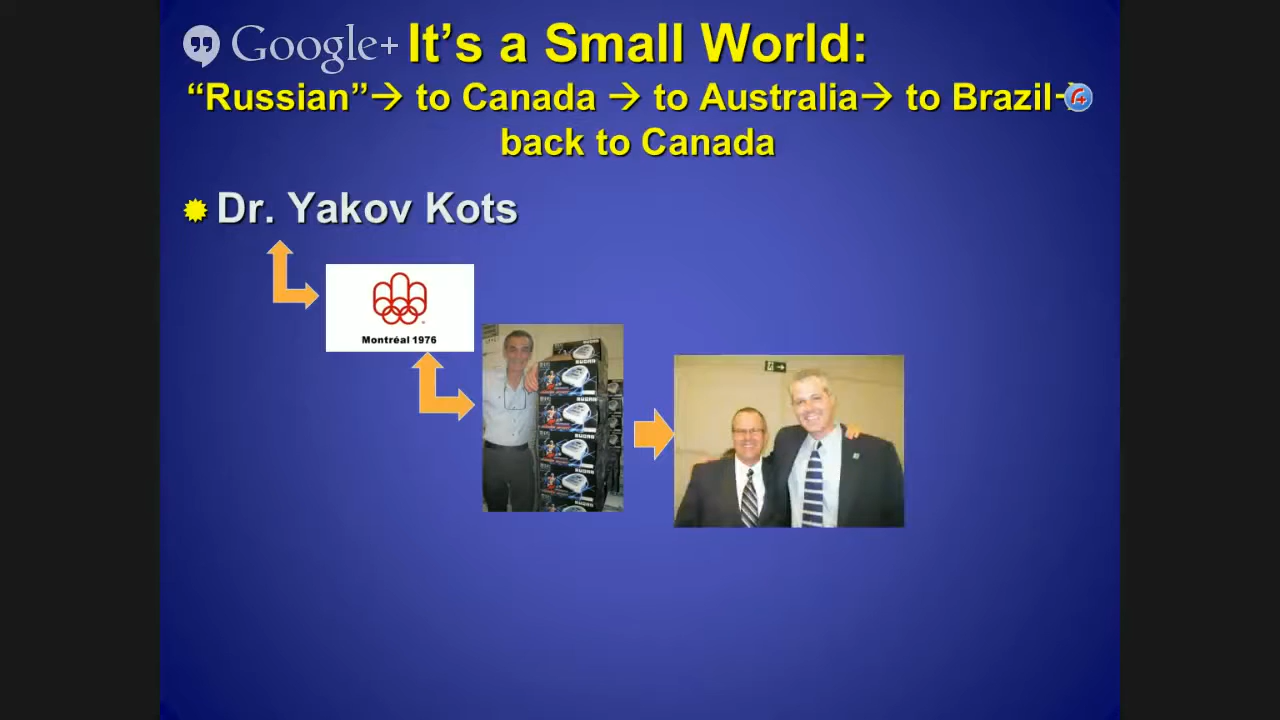 Google+
It's a Small World:
“Russian”→ to Canada → to Australia→ to Brazil→
back to Canada
Dr. Yakov Kots
Montréal 1976